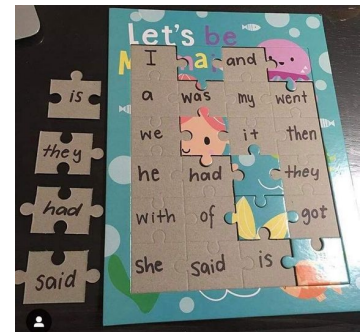 Let's be
M
I and
a was my went
is
we it then
they
he had they
had
with of got
said
She said is